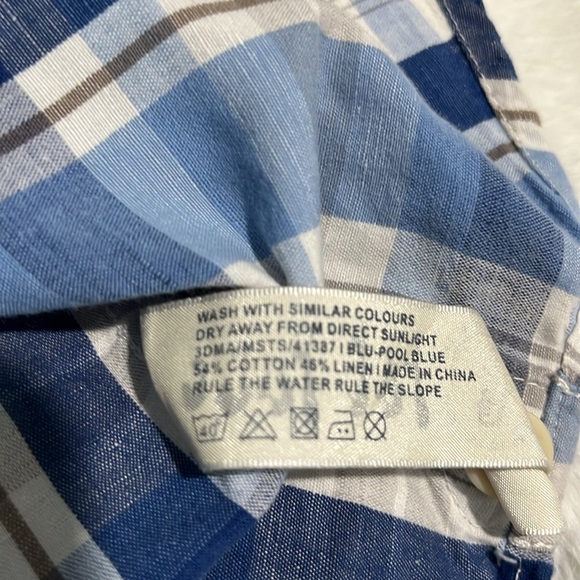 WASH WITH SIMILAR COLOURS
DRY AWAY FROM DIRECT SUNLIGHT
3DMA/MSTS/41387 | BLU-POOL BLUE
54% COTTON 46% LINEN | MADE IN CHINA
RULE THE WATER RULE THE SLOPE
40°